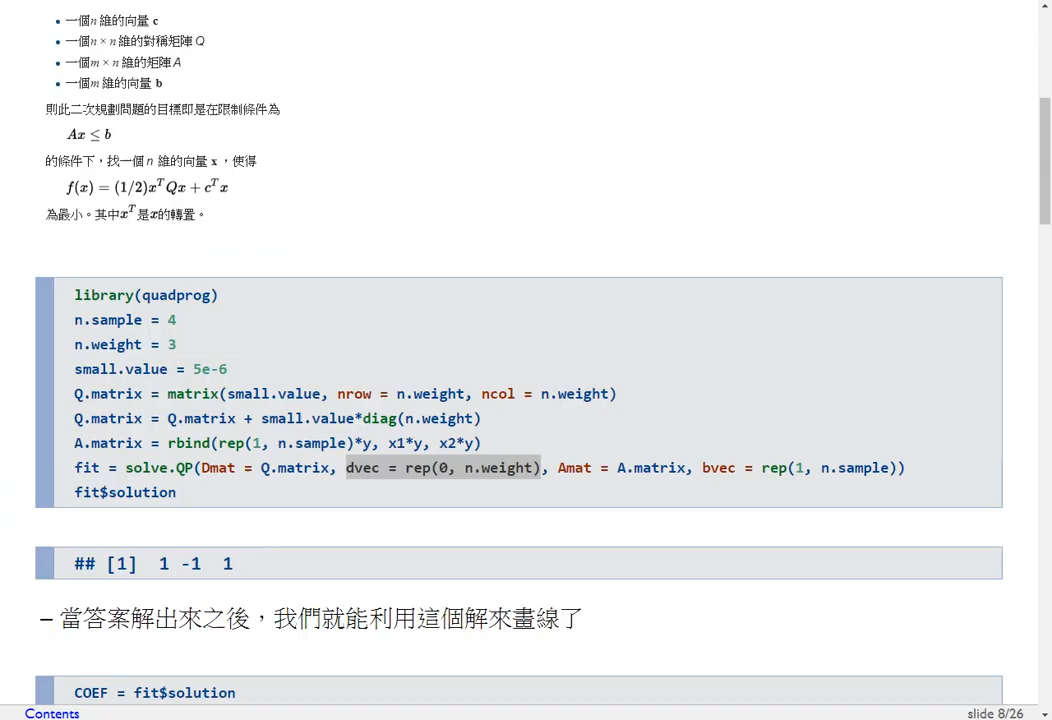 • 一個n 維的向量 c
• 一個n × n 維的對稱矩陣 Q
• 一個m × n 維的矩陣 A
• 一個m 維的向量 b
則此二次規劃問題的目標即是在限制條件為
Ax ≤ b
的條件下，找一個 n 維的向量 x ，使得
f(x) = (1/2)x^T Qx + c^T x
為最小。其中x^T 是x的轉置。
library(quadprog)
n.sample = 4
n.weight = 3
small.value = 5e-6
Q.matrix = matrix(small.value, nrow = n.weight, ncol = n.weight)
Q.matrix = Q.matrix + small.value*diag(n.weight)
A.matrix = rbind(rep(1, n.sample)*y, x1*y, x2*y)
fit = solve.QP(Dmat = Q.matrix, dvec = rep(0, n.weight), Amat = A.matrix, bvec = rep(1, n.sample))
fit$solution
## [1]  1 -1  1
– 當答案解出來之後，我們就能利用這個解來畫線了
COEF = fit$solution
Contents
slide 8/26